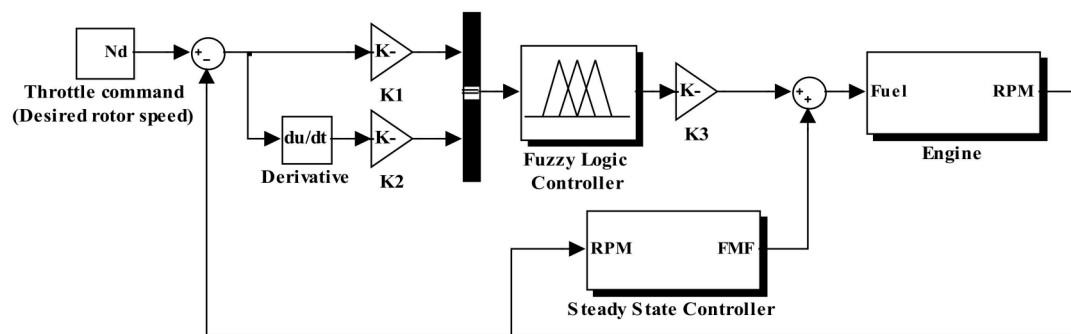 Nd
+
−
Throttle command
(Desired rotor speed)
K-
K1
du/dt
Derivative
K-
K2
Fuzzy Logic
Controller
K-
K3
+
+
Fuel
RPM
Engine
RPM
FMF
Steady State Controller